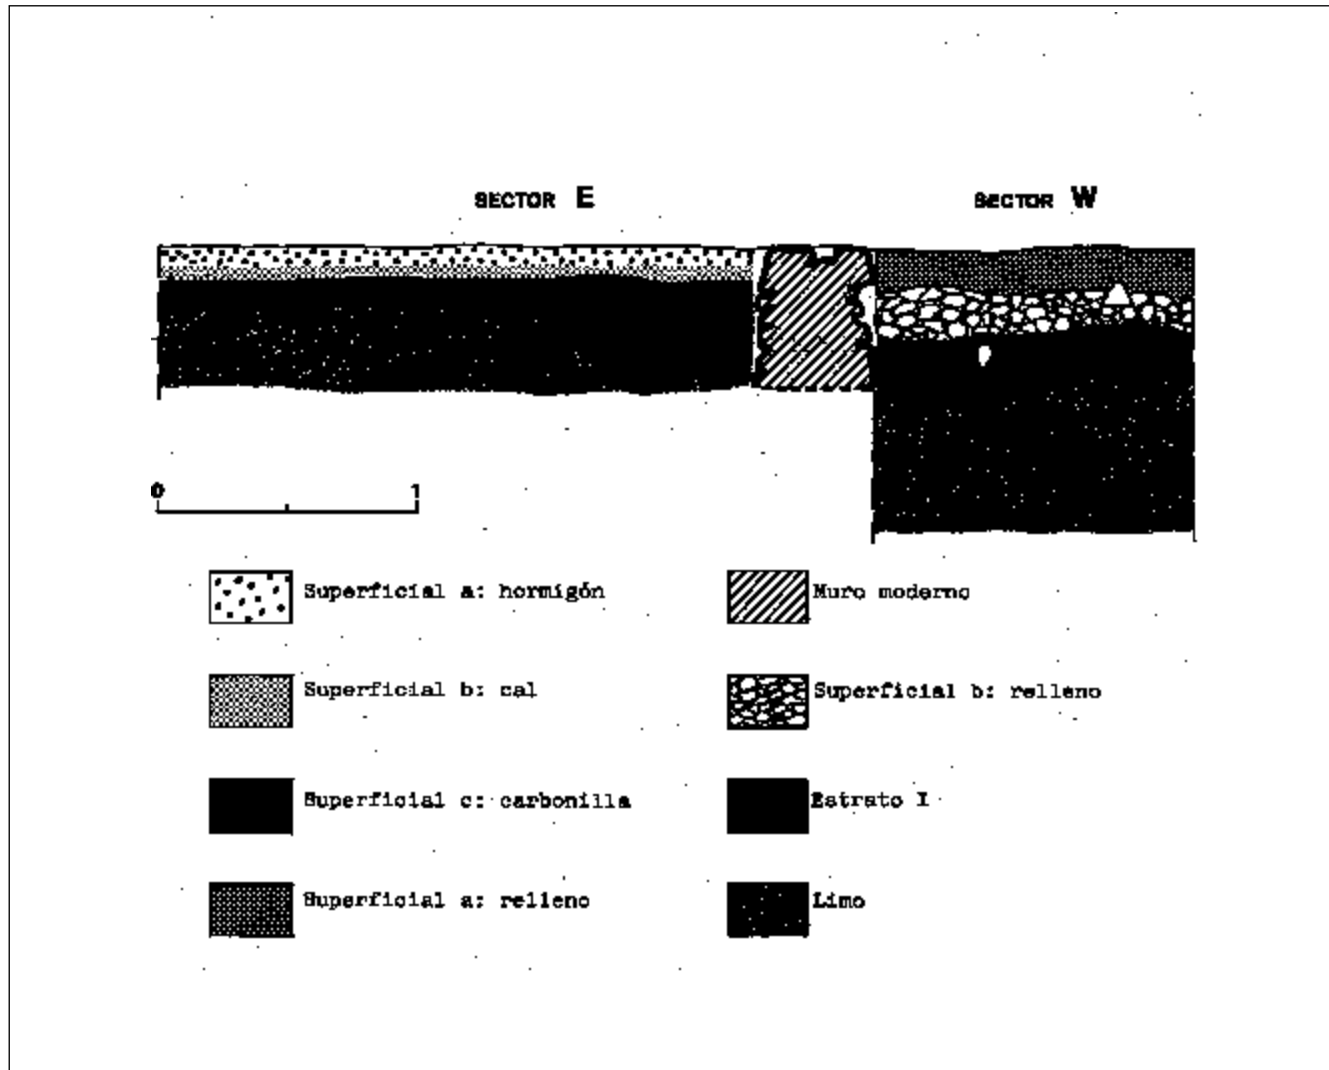 SECTOR E
SECTOR W
0 1
Superficial a: hormigón
Superficial b: cal
Superficial c: carbonilla
Superficial a: relleno
Muro moderno
Superficial b: relleno
Estrato I
Limo